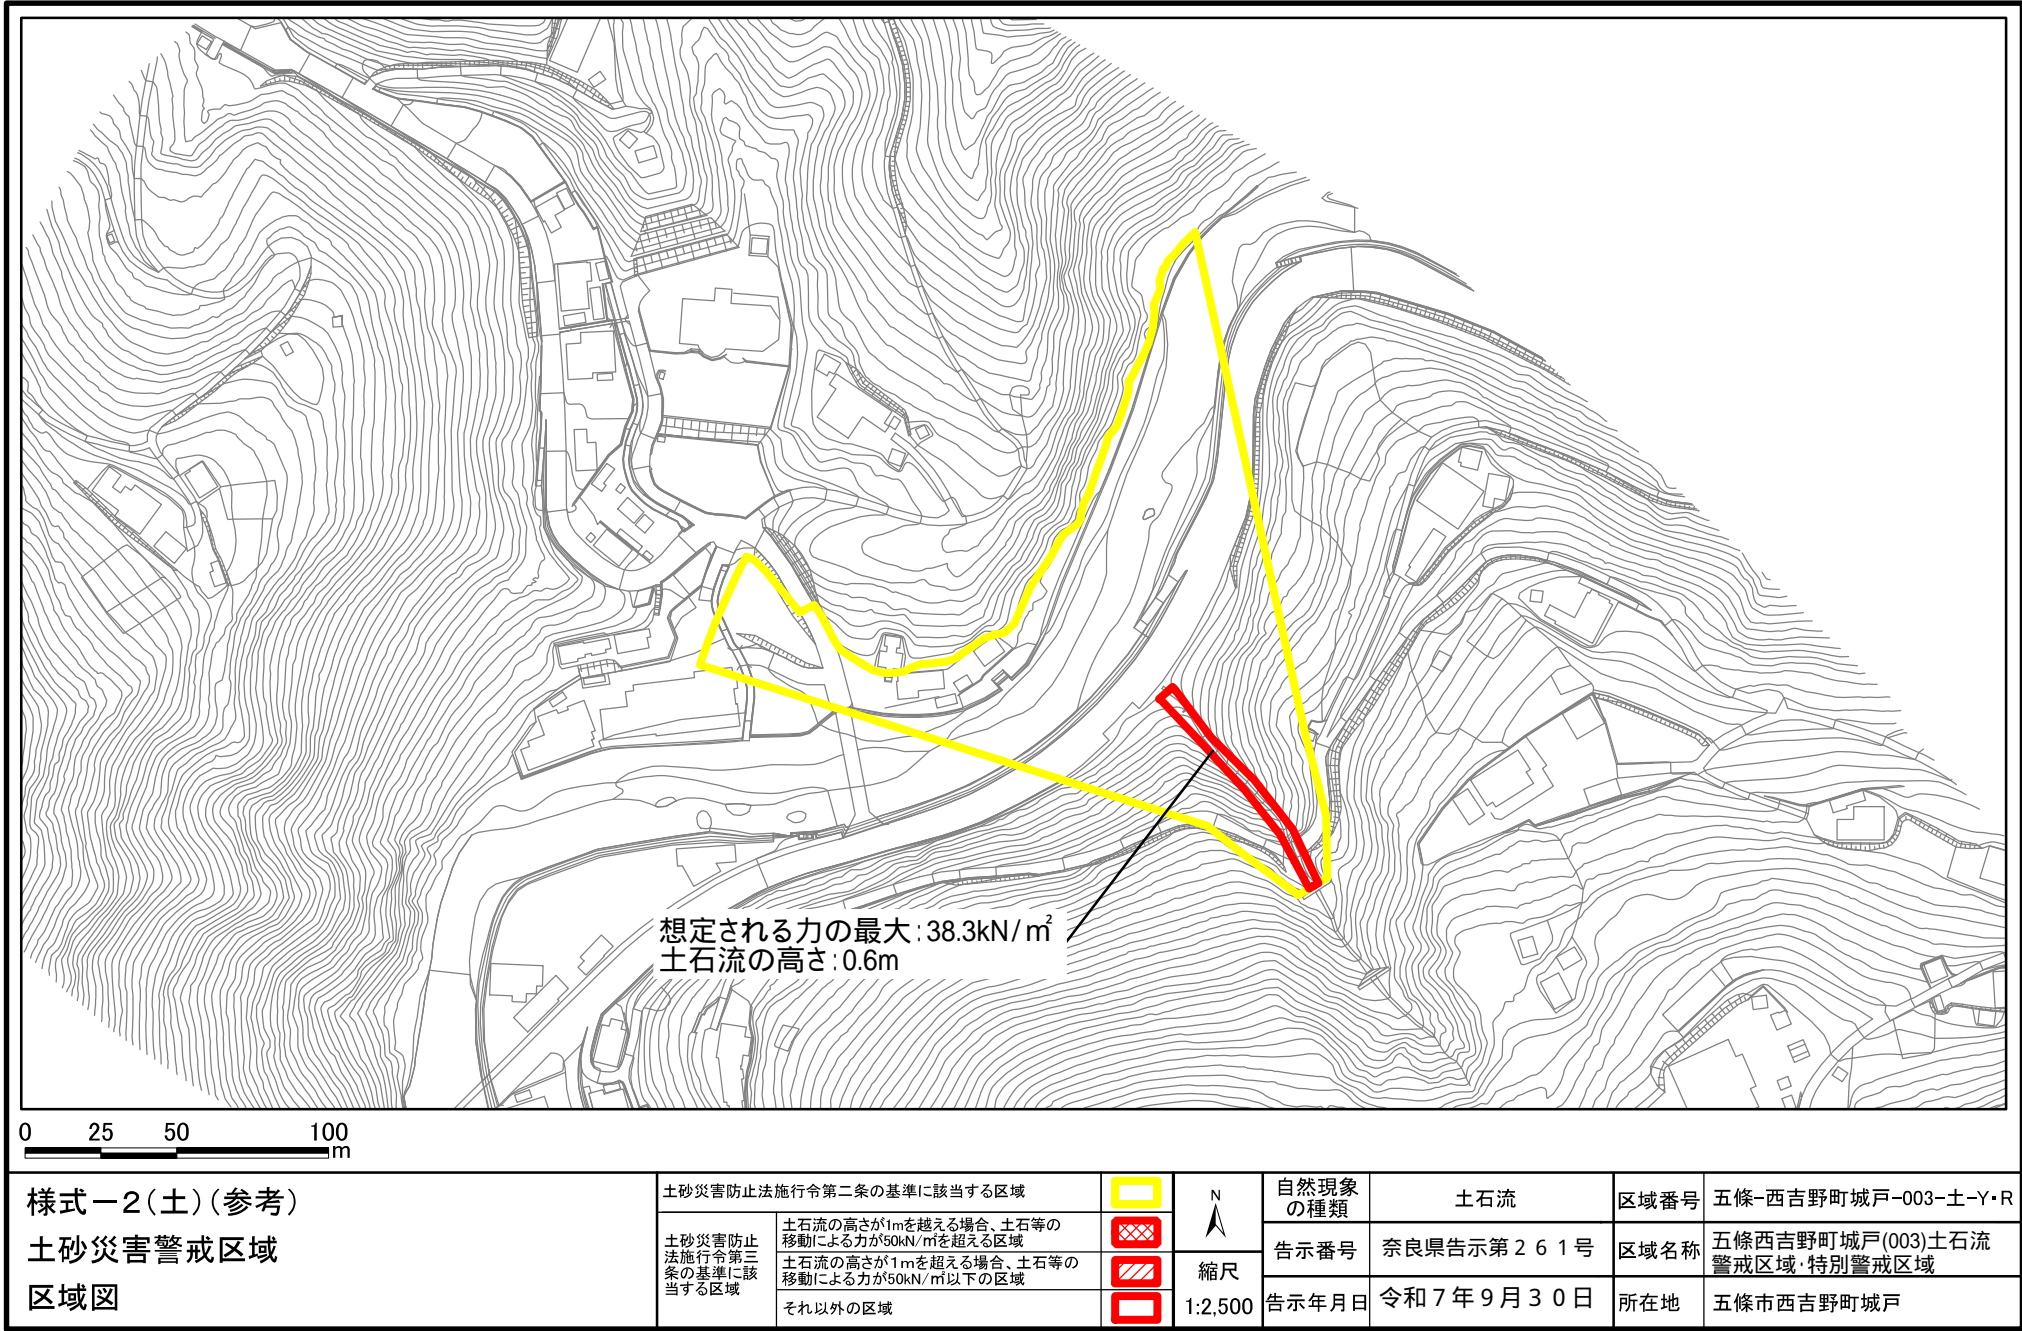 想定される力の最大:38.3kN/㎡
土石流の高さ:0.6m
0 25 50 100
m
様式－2(土)(参考)
土砂災害警戒区域
区域図
土砂災害防止法施行令第二条の基準に該当する区域
土砂災害防止
法施行令第三
条の基準に該
当する区域
土石流の高さが1mを越える場合、土石等の
移動による力が50kN/㎡を超える区域
土石流の高さが1mを超える場合、土石等の
移動による力が50kN/㎡以下の区域
それ以外の区域
N
縮尺
1:2,500
自然現象
の種類
土石流
告示番号
奈良県告示第２６１号
告示年月日
令和７年９月３０日
区域番号
五條-西吉野町城戸-003-土-Y・R
区域名称
五條西吉野町城戸(003)土石流
警戒区域・特別警戒区域
所在地
五條市西吉野町城戸